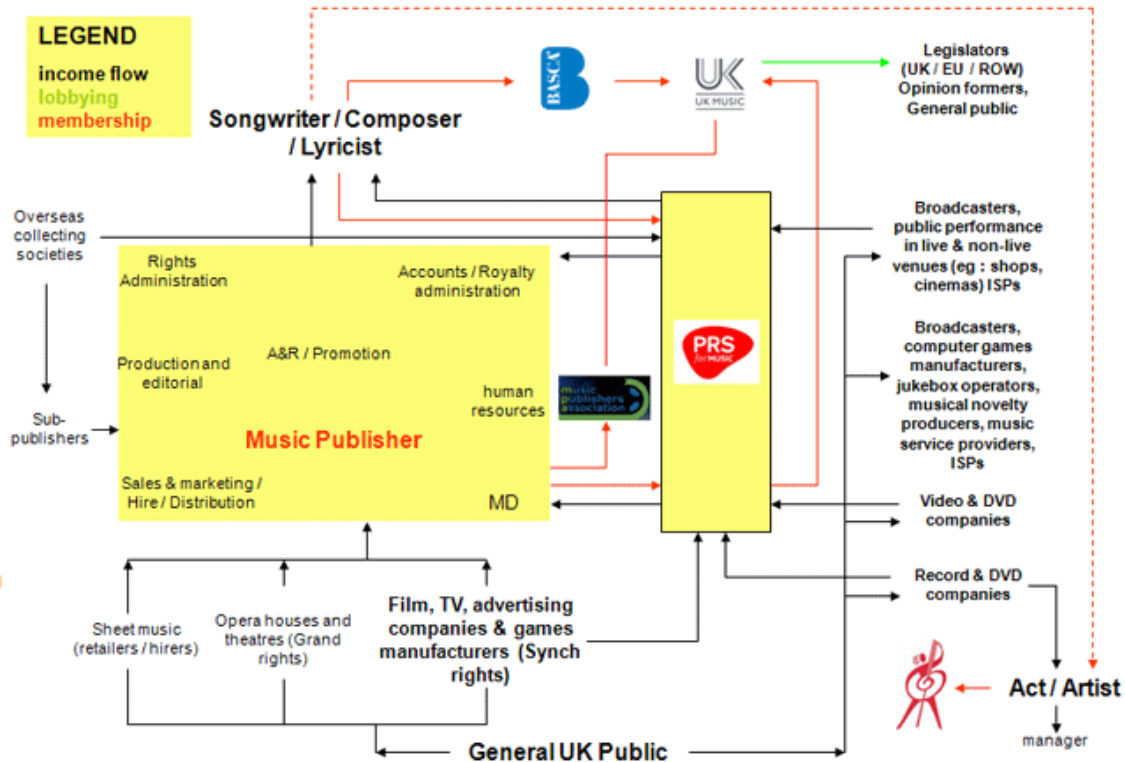 LEGEND
income flow
lobbying
membership
BASCA
UK
UK MUSIC
Legislators
(UK / EU / ROW)
Opinion formers,
General public
Songwriter / Composer
/ Lyricist
Overseas
collecting
societies
Rights
Administration
Accounts / Royalty
administration
Broadcasters,
public performance
in live & non-live
venues (eg : shops,
cinemas) ISPs
PRS
for MUSIC
A&R / Promotion
Production and
editorial
human
resources
music
publishers
association
Broadcasters,
computer games
manufacturers,
jukebox operators,
musical novelty
producers, music
service providers,
ISPs
Sub-
publishers
Music Publisher
Sales & marketing /
Hire / Distribution
MD
Video & DVD
companies
Record & DVD
companies
Sheet music
(retailers / hirers)
Opera houses and
theatres (Grand
rights)
Film, TV, advertising
companies & games
manufacturers (Synch
rights)
Act / Artist
manager
General UK Public